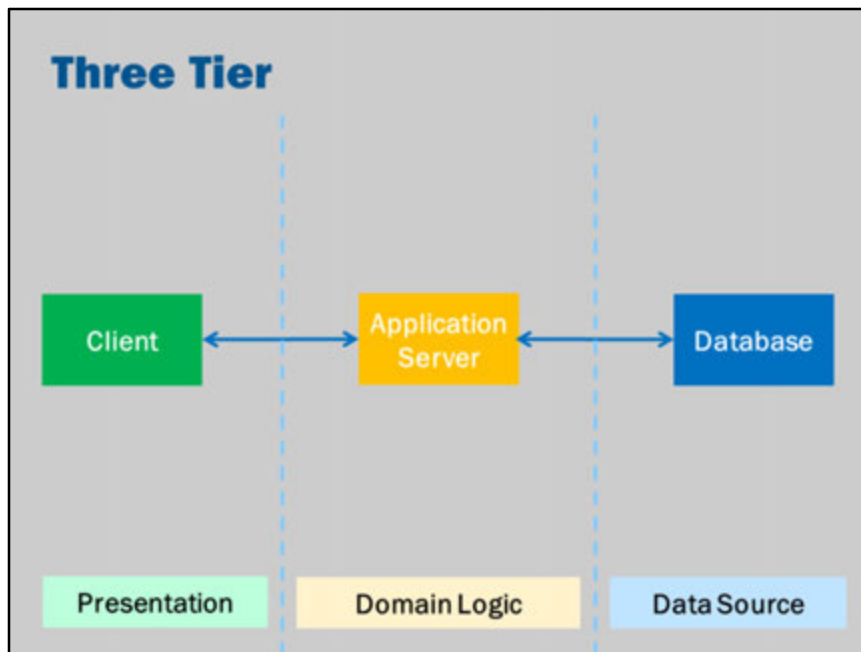 Three Tier
Client
Application
Server
Database
Presentation
Domain Logic
Data Source